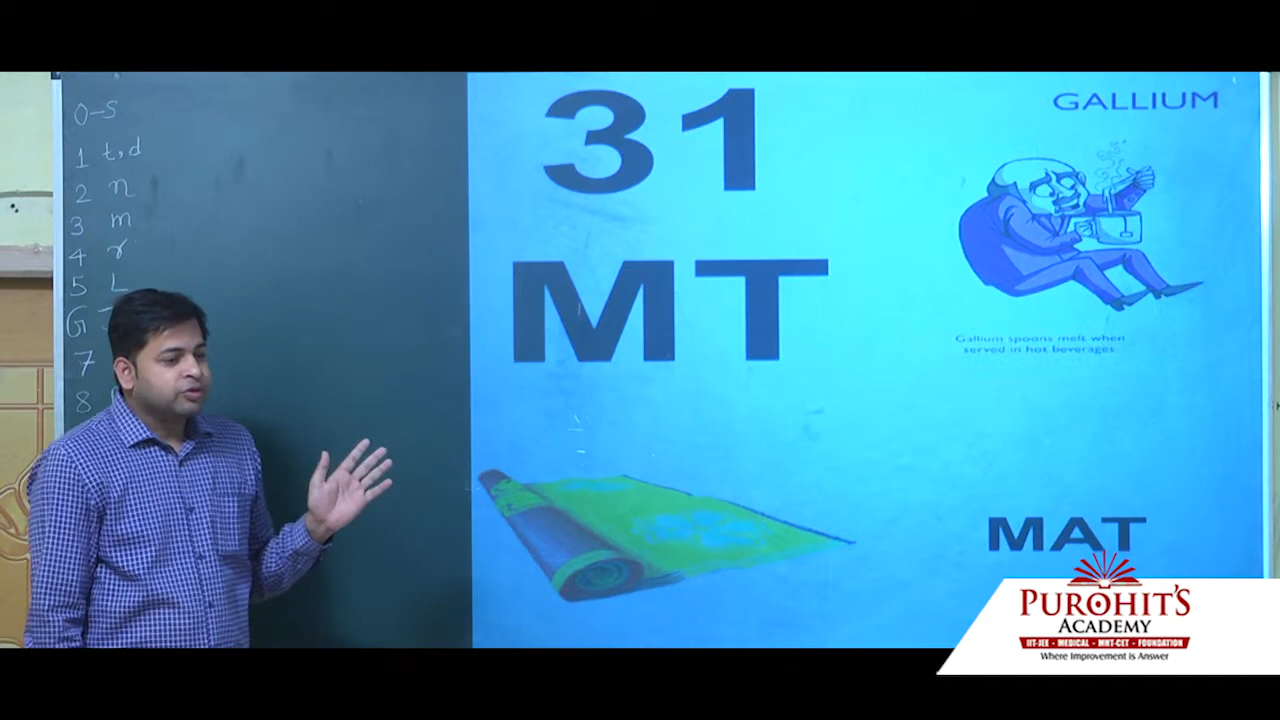 0-S
1 t, d
2 n
3 m
4 r
5 L
6
7
8
31
MT
GALLIUM
Gallium spoons melt when
served in hot beverages.
MAT
PUROHIT'S
ACADEMY
IIT-JEE - MEDICAL - MHT-CET - FOUNDATION
Where Improvement is Answer